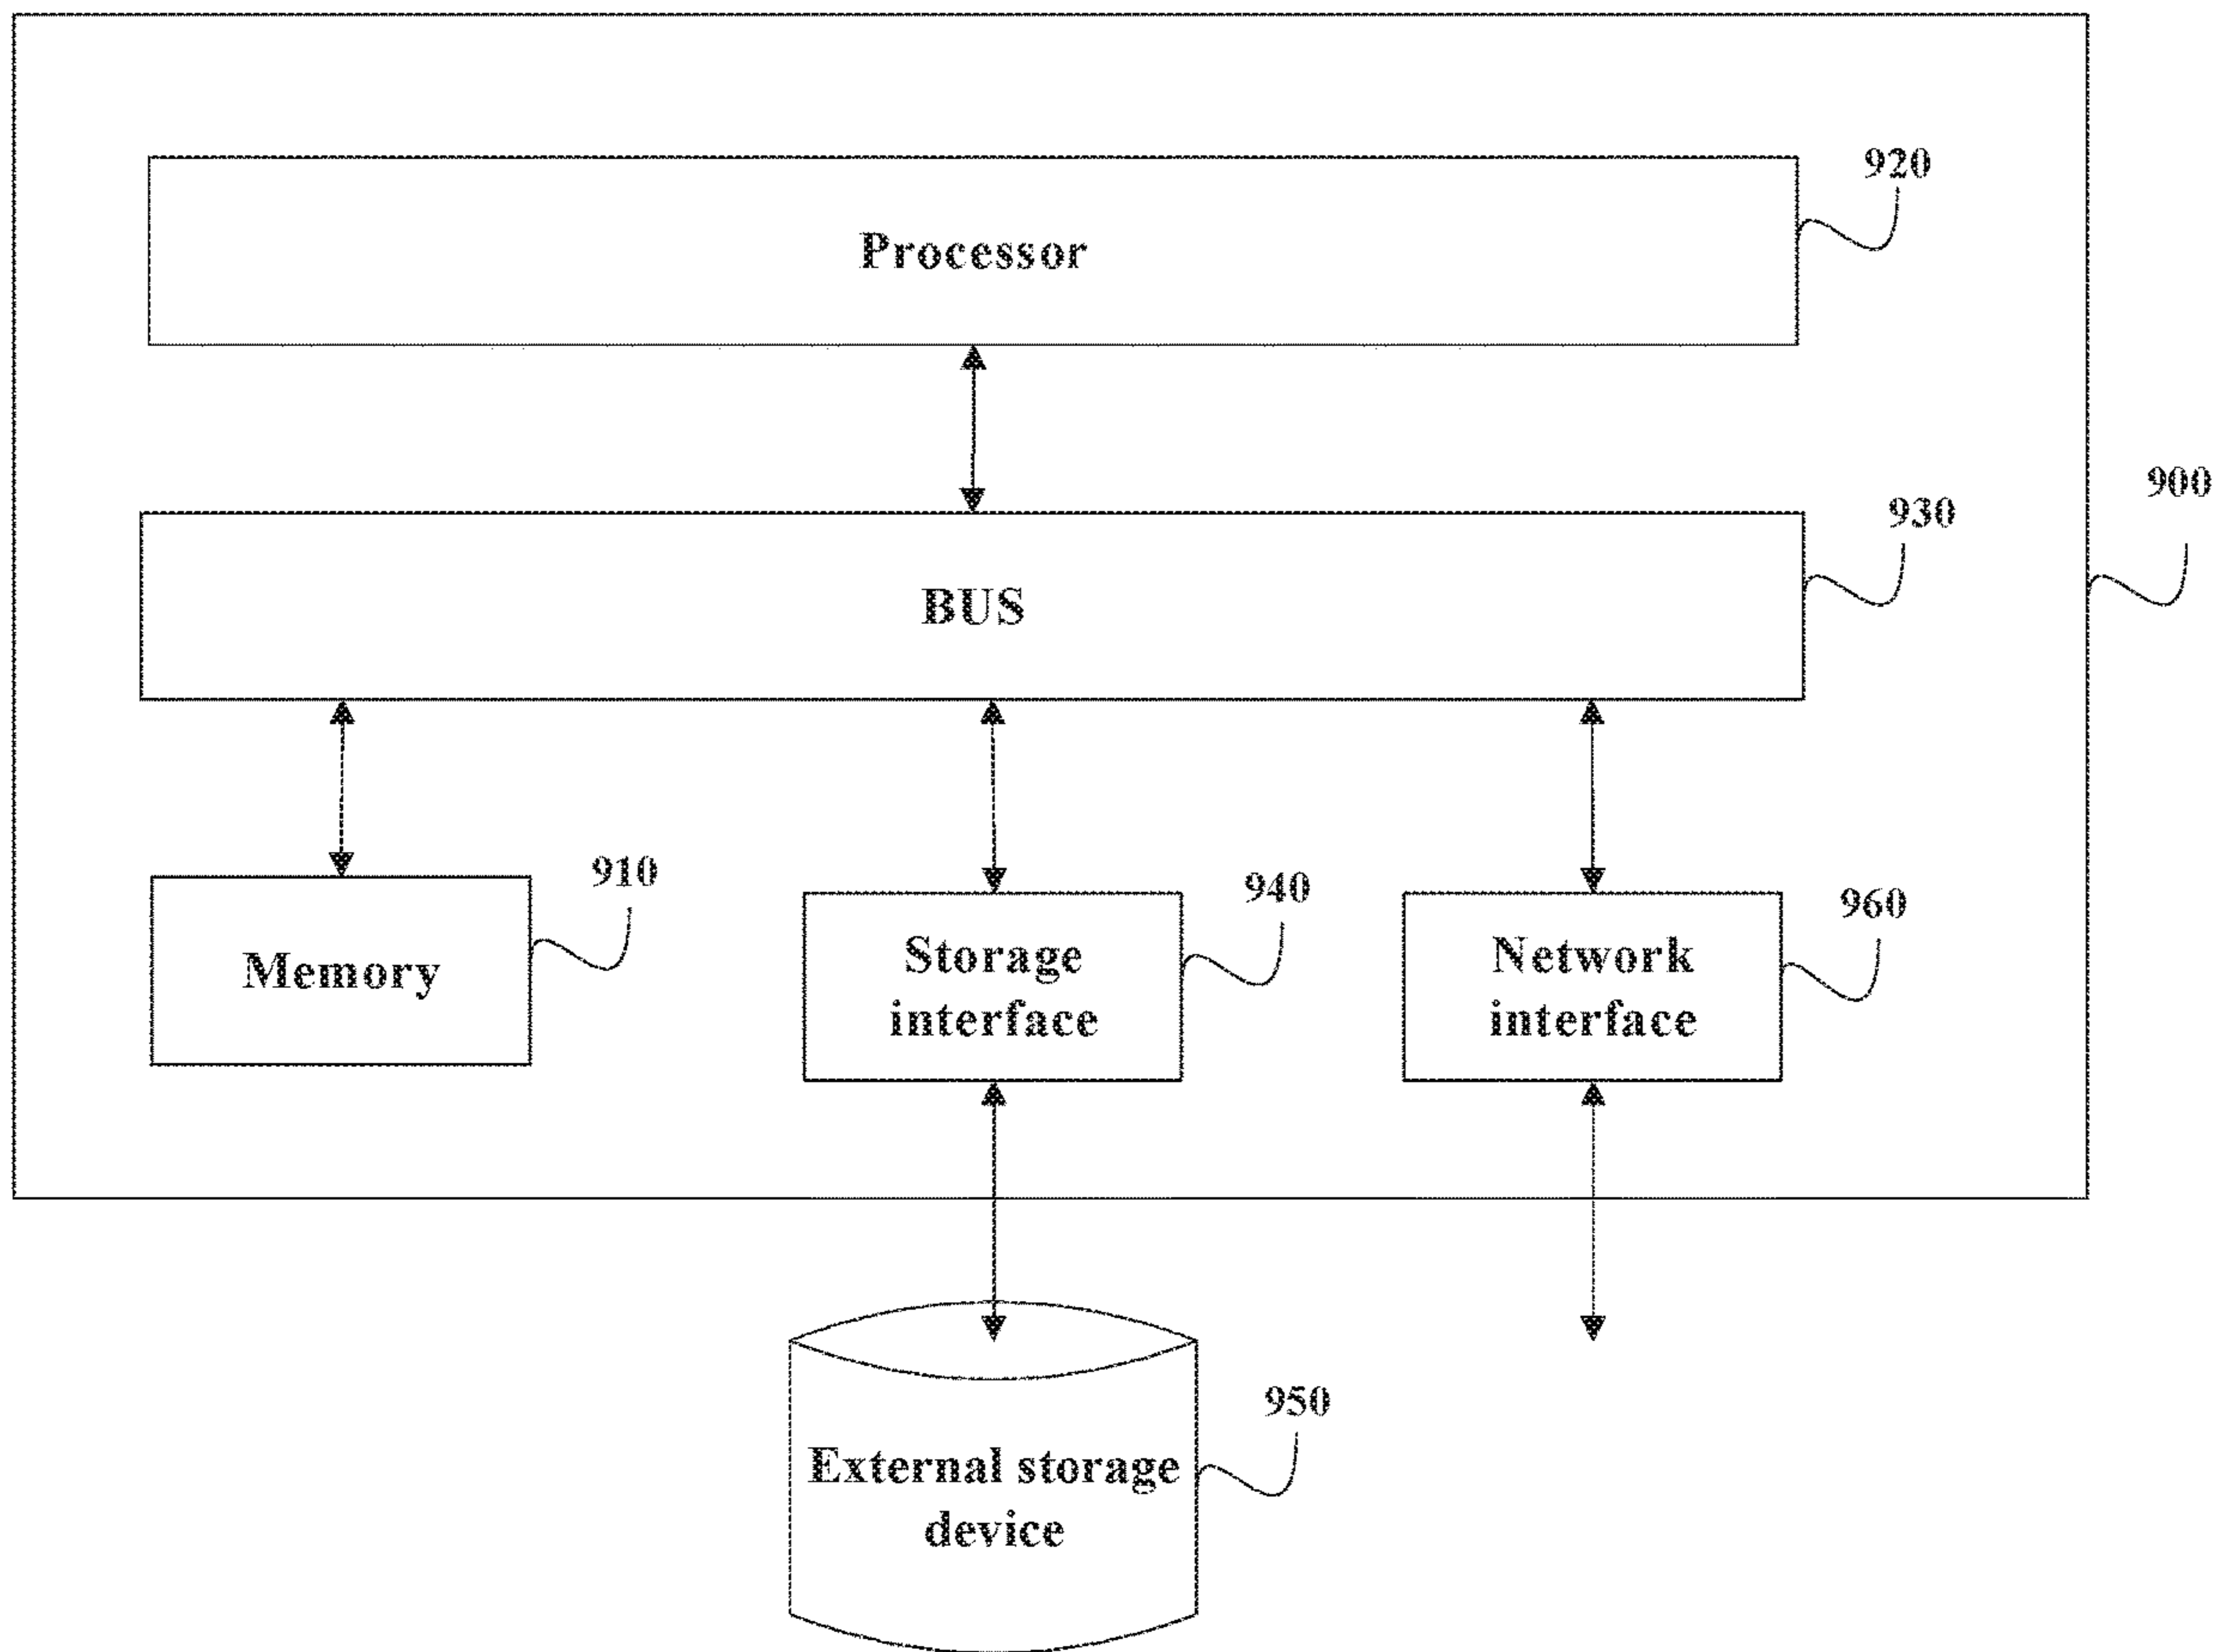 920
Processor
900
930
BUS
910
940
960
Memory
Storage
interface
Network
interface
950
External storage
device